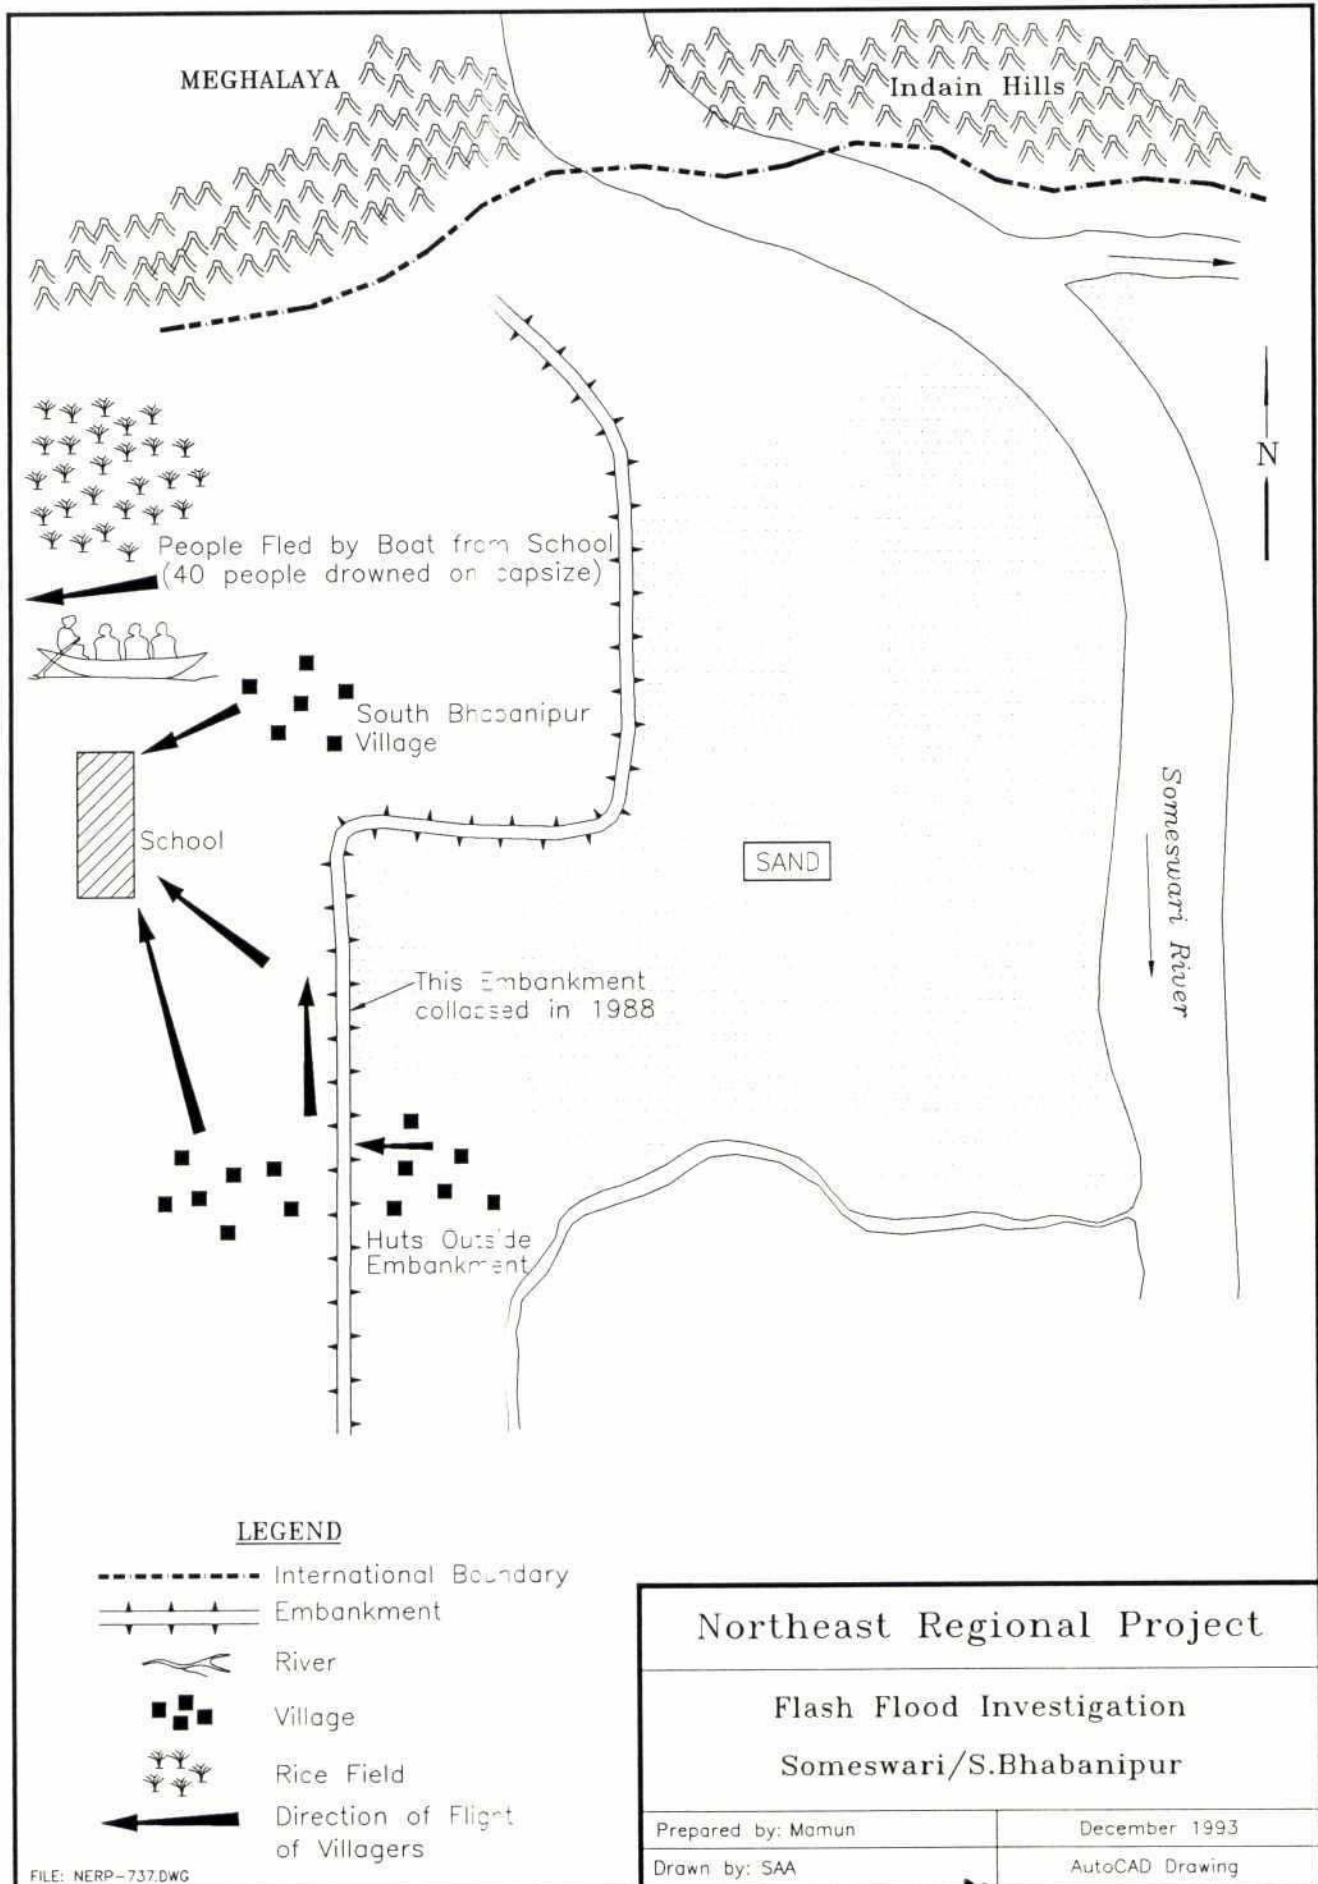 MEGHALAYA
Indain Hills
N
People Fled by Boat from School
(40 people drowned on capsize)
South Bhabanipur
Village
School
SAND
Someswari River
This Embankment
collapsed in 1988
Huts Outside
Embankment
LEGEND
International Boundary
Embankment
River
Village
Rice Field
Direction of Flight
of Villagers
FILE: NERP-737.DWG
Northeast Regional Project
Flash Flood Investigation
Someswari/S.Bhabanipur
Prepared by: Mamun
December 1993
Drawn by: SAA
AutoCAD Drawing